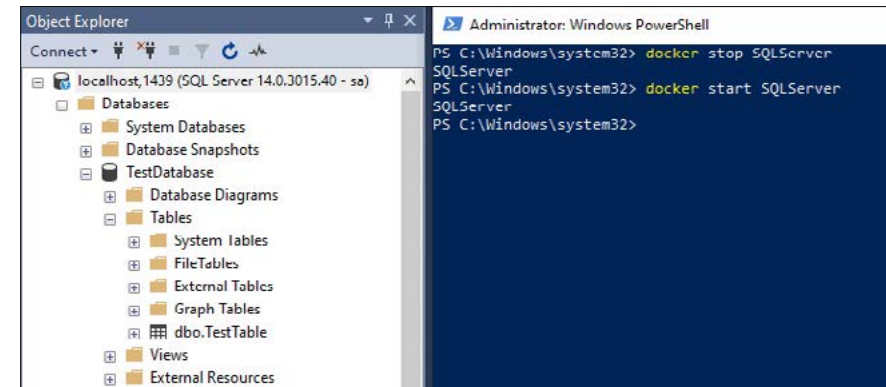 Object Explorer
Connect
localhost,1439 (SQL Server 14.0.3015.40 - sa)
Databases
System Databases
Database Snapshots
TestDatabase
Database Diagrams
Tables
System Tables
FileTables
External Tables
Graph Tables
dbo.TestTable
Views
External Resources
Administrator: Windows PowerShell
PS C:\Windows\system32> docker stop SQLServer
SQLServer
PS C:\Windows\system32> docker start SQLServer
SQLServer
PS C:\Windows\system32>